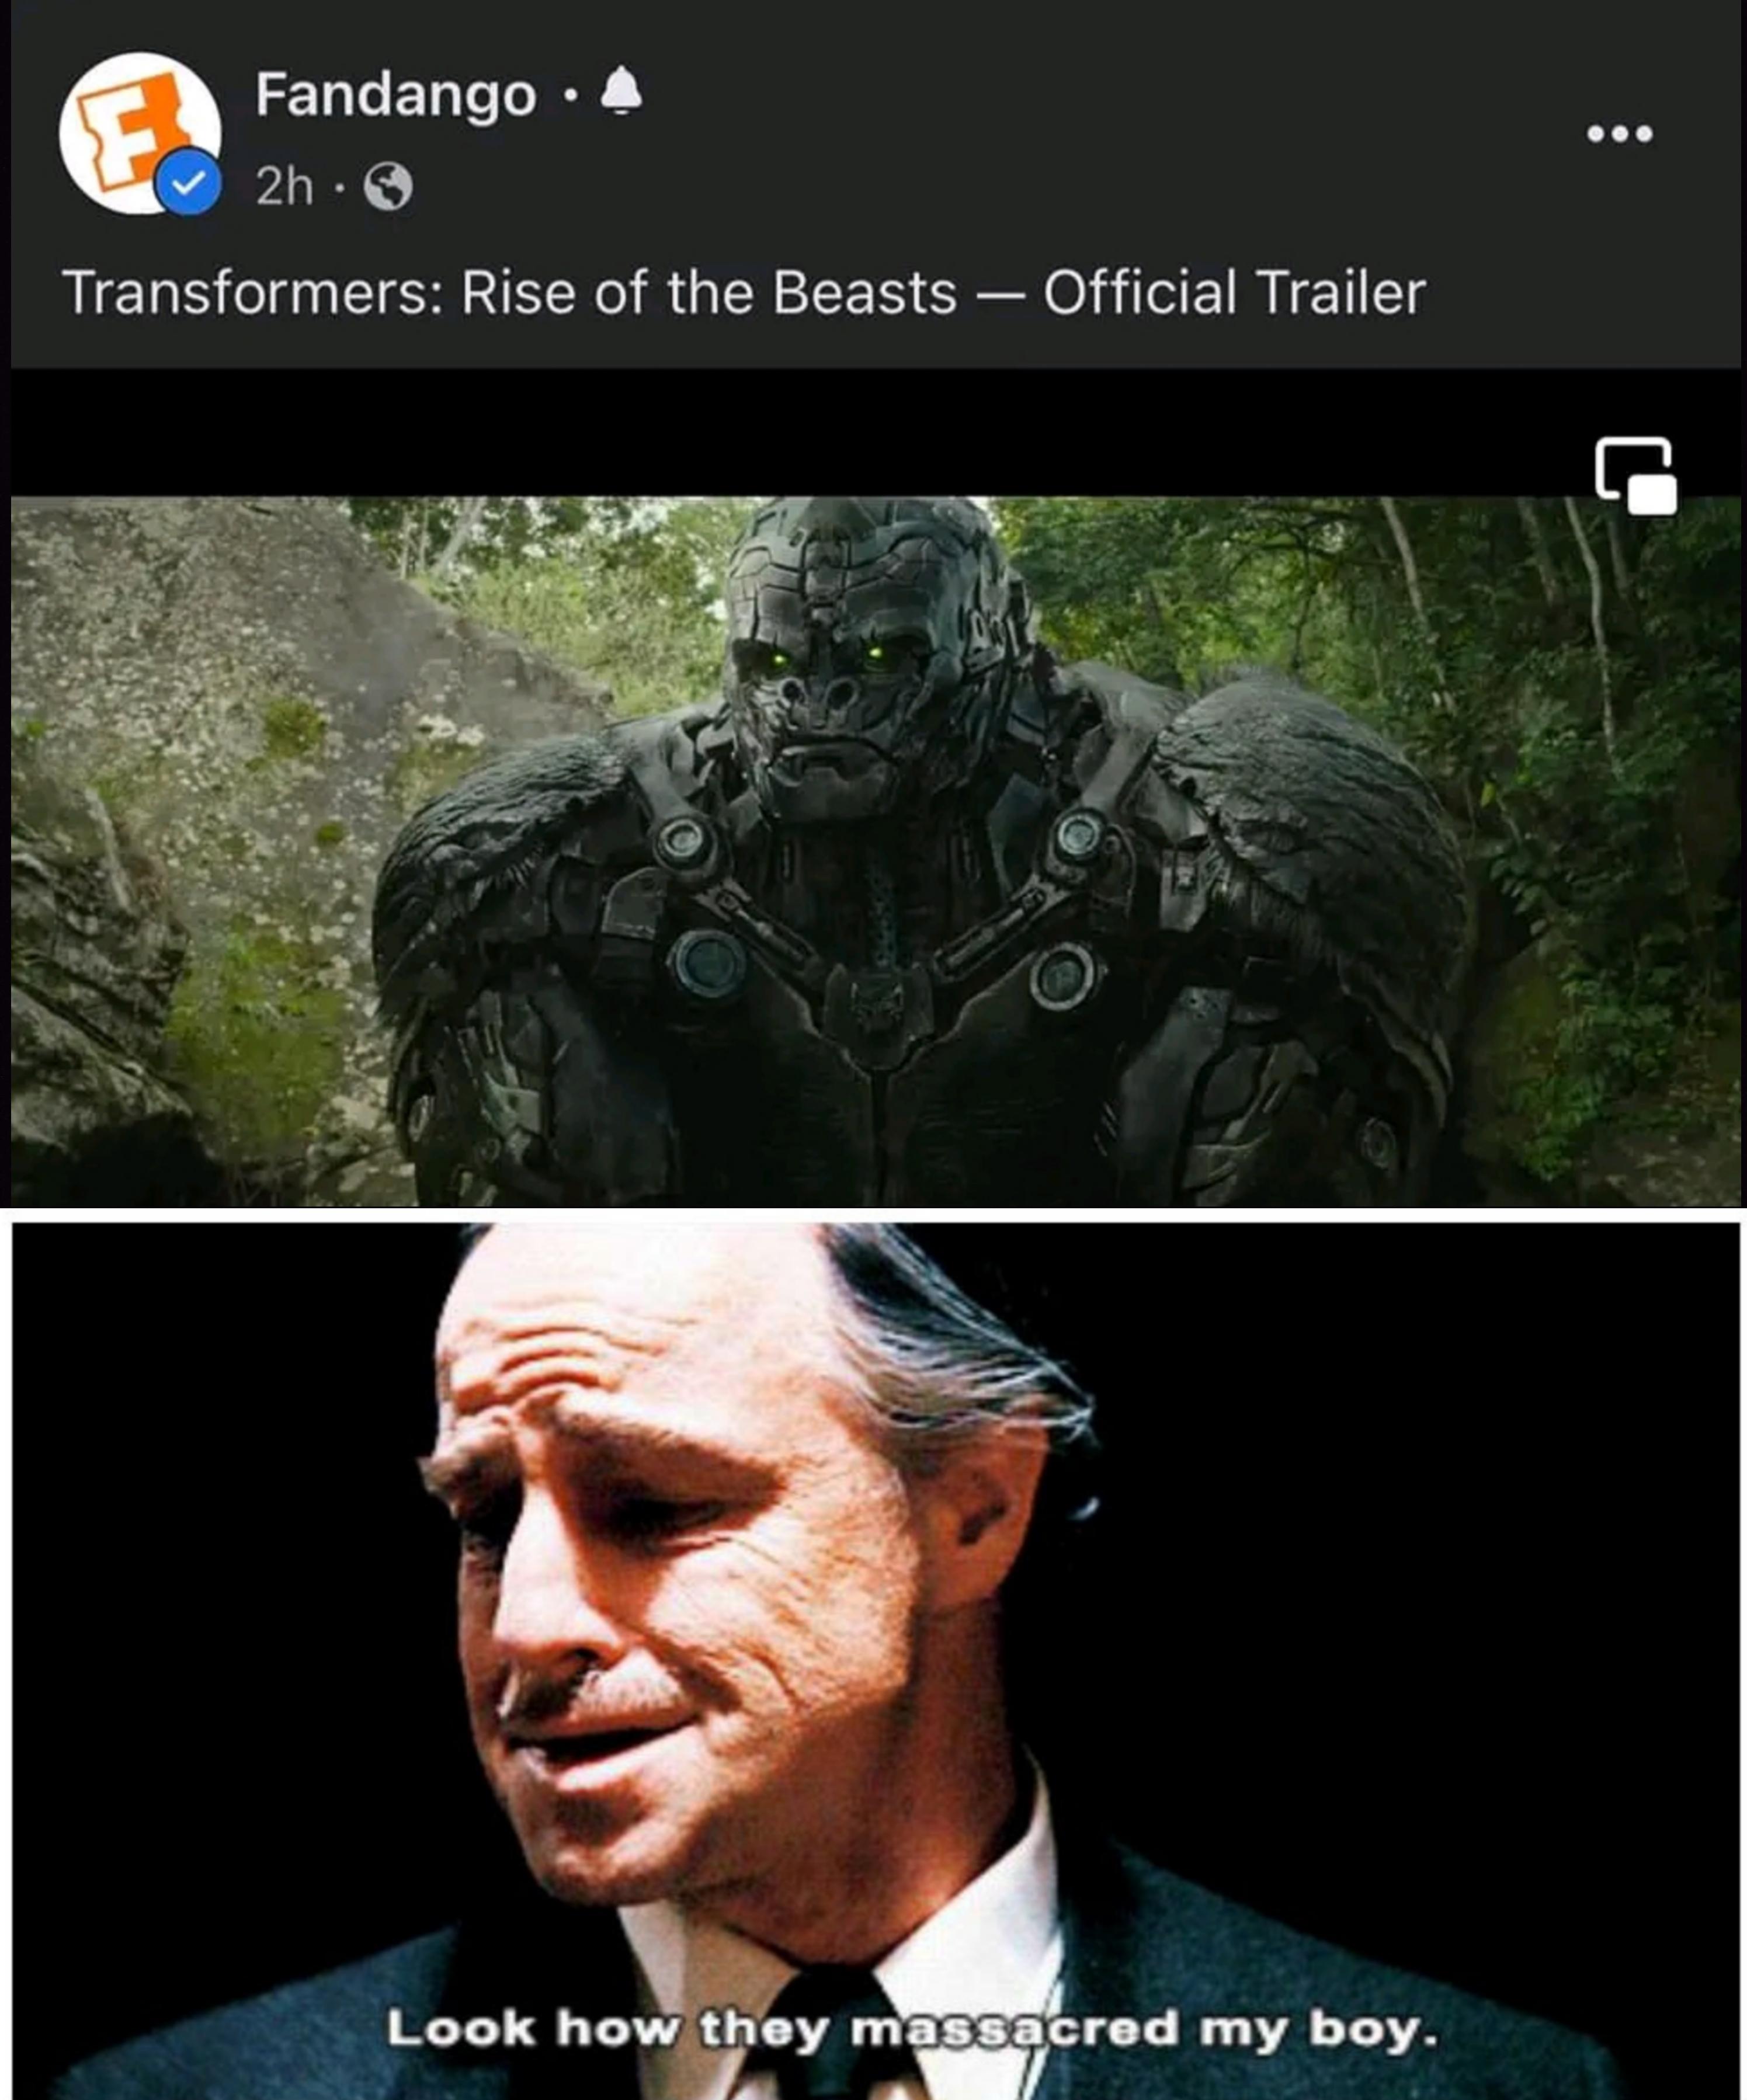 Fandango ·
2h ·
Transformers: Rise of the Beasts — Official Trailer
Look how they massacred my boy.